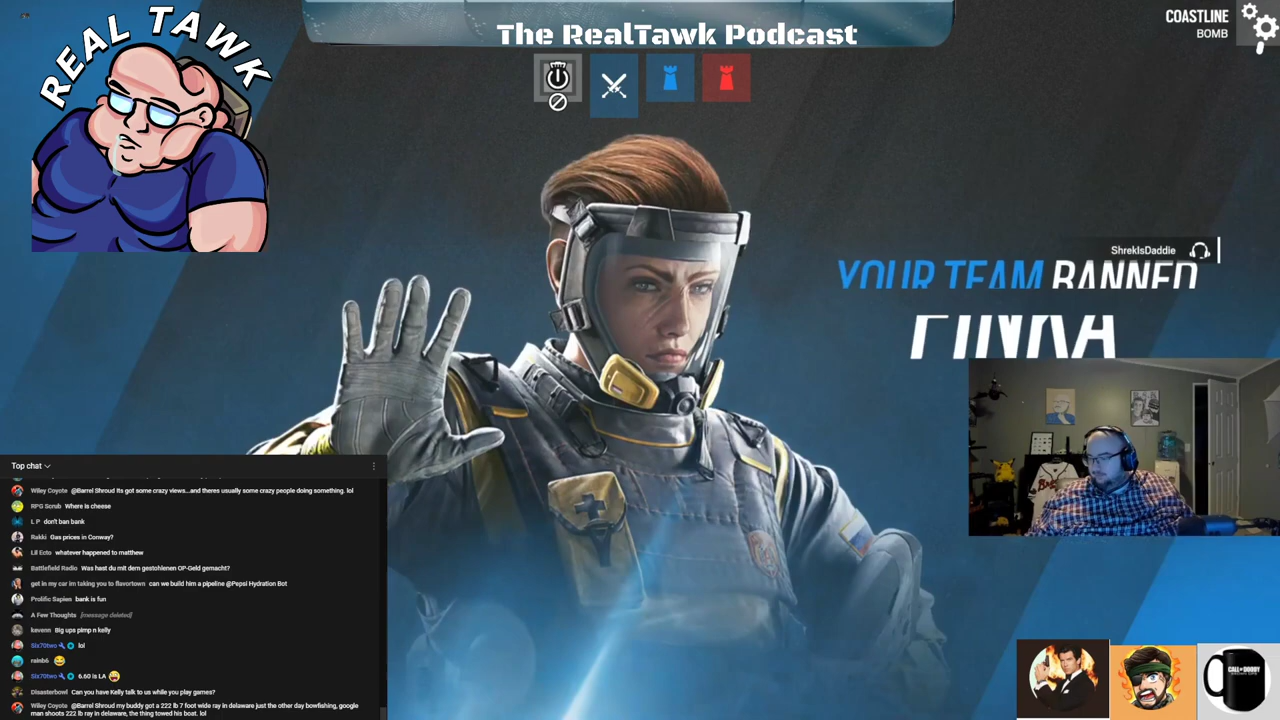 REAL TAWK
The RealTawk Podcast
COASTLINE
BOMB
ShrekIsDaddie
YOUR TEAM BANNED
FINKA
Top chat
Wiley Coyote @Barrel Shroud Its got some crazy views...and theres usually some crazy people doing something. lol
RPG Scrub Where is cheese
L P don't ban bank
Rakki Gas prices in Conway?
Lil Ecto whatever happened to matthew
Battlefield Radio Was hast du mit dem gestohlenen OP-Geld gemacht?
get in my car im taking you to flavortown can we build him a pipeline @Pepsi Hydration Bot
Prolific Sapien bank is fun
A Few Thoughts [message deleted]
kevenn Big ups pimp n kelly
Six70two lol
rainb6
Six70two 6.60 is LA
Disasterbowl Can you have Kelly talk to us while you play games?
Wiley Coyote @Barrel Shroud my buddy got a 222 lb 7 foot wide ray in delaware just the other day bowfishing, google
man shoots 222 lb ray in delaware, the thing towed his boat. lol
CALL OF DOOBY